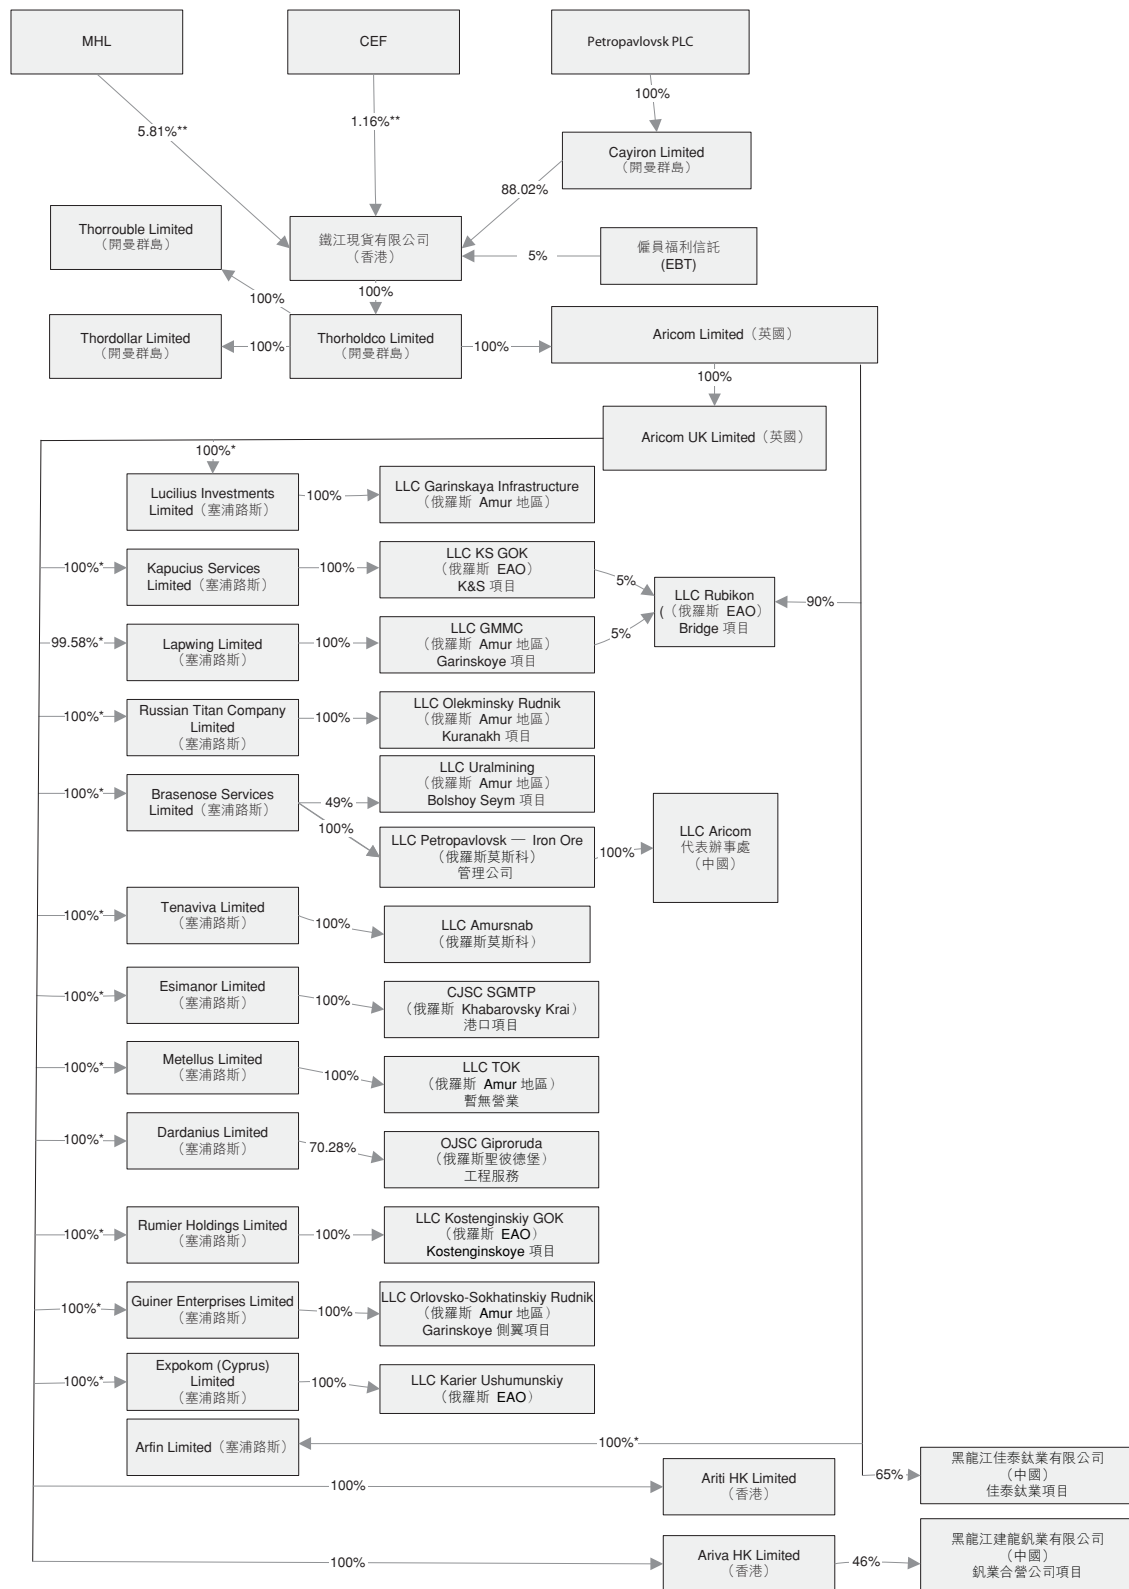 MHL
CEF
Petropavlovsk PLC
100%
5.81%**
1.16%**
Cayiron Limited
（開曼群島）
88.02%
Thorrouble Limited
（開曼群島）
鐵江現貨有限公司
（香港）
5%
僱員福利信託
(EBT)
100%
100%
Thordollar Limited
（開曼群島）
100%
Thorholdco Limited
（開曼群島）
100%
Aricom Limited（英國）
100%
Aricom UK Limited（英國）
100%*
Lucilius Investments
Limited（塞浦路斯）
100%
LLC Garinskaya Infrastructure
（俄羅斯 Amur 地區）
100%*
Kapucius Services
Limited（塞浦路斯）
100%
LLC KS GOK
（俄羅斯 EAO）
K&S 項目
5%
LLC Rubikon
(（俄羅斯 EAO）
Bridge 項目
90%
99.58%*
Lapwing Limited
（塞浦路斯）
100%
LLC GMMC
（俄羅斯 Amur 地區）
Garinskoye 項目
5%
100%*
Russian Titan Company
Limited
（塞浦路斯）
100%
LLC Olekminsky Rudnik
（俄羅斯 Amur 地區）
Kuranakh 項目
100%*
Brasenose Services
Limited（塞浦路斯）
49%
LLC Uralmining
（俄羅斯 Amur 地區）
Bolshoy Seym 項目
100%
LLC Petropavlovsk — Iron Ore
（俄羅斯莫斯科）
管理公司
100%
LLC Aricom
代表辦事處
（中國）
100%*
Tenaviva Limited
（塞浦路斯）
100%
LLC Amursnab
（俄羅斯莫斯科）
100%*
Esimanor Limited
（塞浦路斯）
100%
CJSC SGMTP
（俄羅斯 Khabarovsky Krai）
港口項目
100%*
Metellus Limited
（塞浦路斯）
100%
LLC TOK
（俄羅斯 Amur 地區）
暫無營業
100%*
Dardanius Limited
（塞浦路斯）
70.28%
OJSC Giproruda
（俄羅斯聖彼德堡）
工程服務
100%*
Rumier Holdings Limited
（塞浦路斯）
100%
LLC Kostenginskiy GOK
（俄羅斯 EAO）
Kostenginskoye 項目
100%*
Guiner Enterprises Limited
（塞浦路斯）
100%
LLC Orlovsko-Sokhatinskiy Rudnik
（俄羅斯 Amur 地區）
Garinskoye 側翼項目
100%*
Expokom (Cyprus)
Limited
（塞浦路斯）
100%
LLC Karier Ushumunskiy
（俄羅斯 EAO）
Arfin Limited（塞浦路斯）
100%*
100%
Ariti HK Limited
（香港）
65%
黑龍江佳泰鈦業有限公司
（中國）
佳泰鈦業項目
100%
Ariva HK Limited
（香港）
46%
黑龍江建龍釩業有限公司
（中國）
釩業合營公司項目